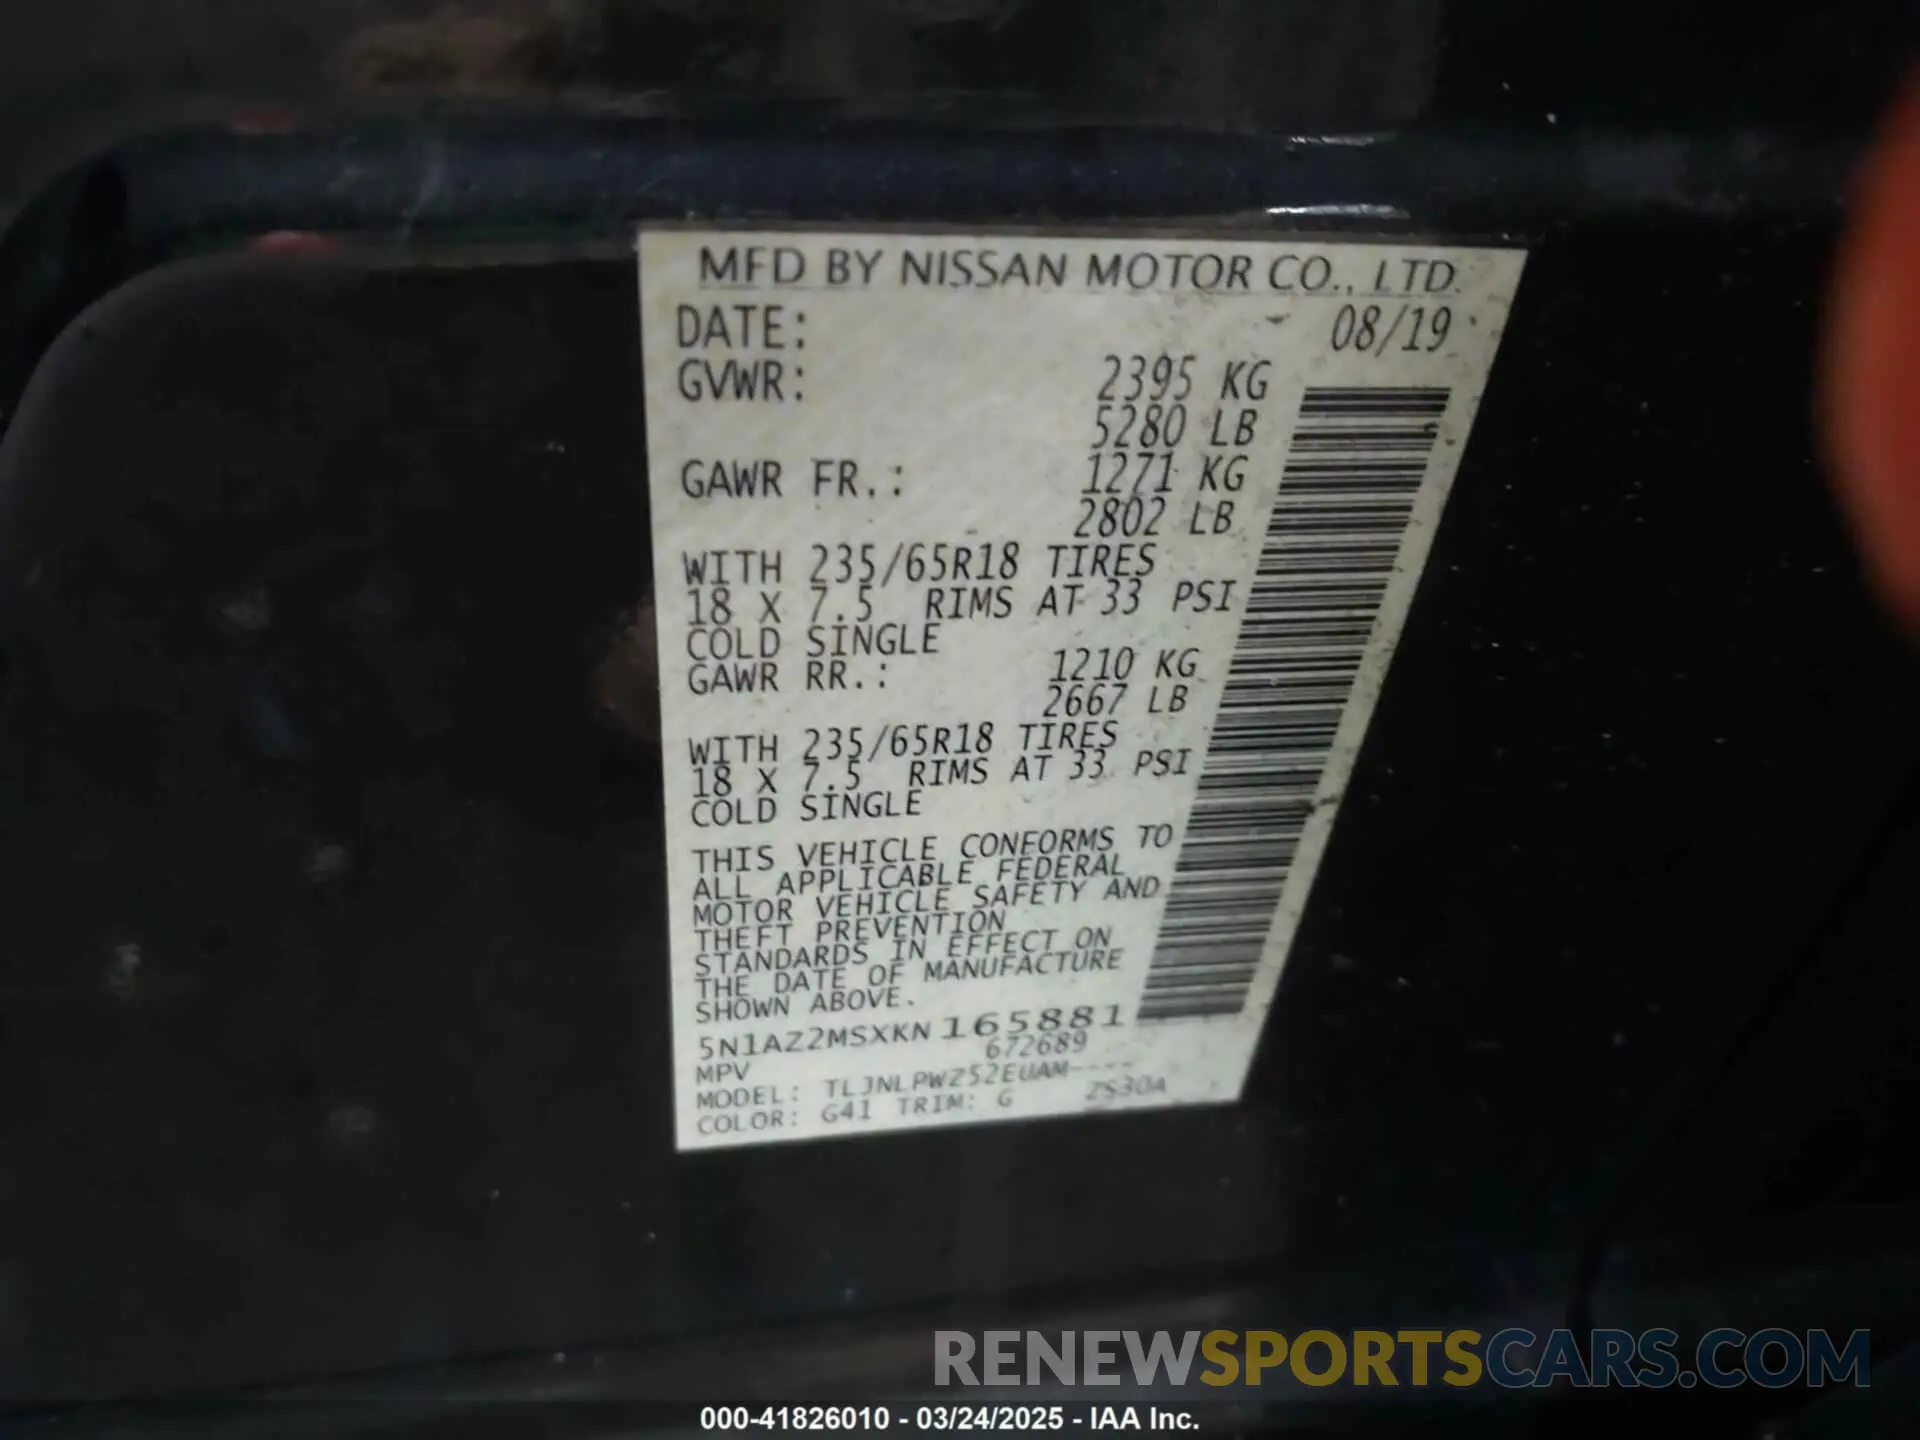 MFD BY NISSAN MOTOR CO., LTD.
DATE: 08/19
GVWR: 2395 KG
5280 LB
GAWR FR.: 1271 KG
2802 LB
WITH 235/65R18 TIRES
18 X 7.5 RIMS AT 33 PSI
COLD SINGLE
GAWR RR.: 1210 KG
2667 LB
WITH 235/65R18 TIRES
18 X 7.5 RIMS AT 33 PSI
COLD SINGLE
THIS VEHICLE CONFORMS TO
ALL APPLICABLE FEDERAL
MOTOR VEHICLE SAFETY AND
THEFT PREVENTION
STANDARDS IN EFFECT ON
THE DATE OF MANUFACTURE
SHOWN ABOVE.
5N1AZ2MSXKN165881
672689
MPV
MODEL: TLJNLPWZ52EUAM----
COLOR: G41 TRIM: G ZS30A
RENEWSPORTSCARS.COM
000-41826010 - 03/24/2025 - IAA Inc.